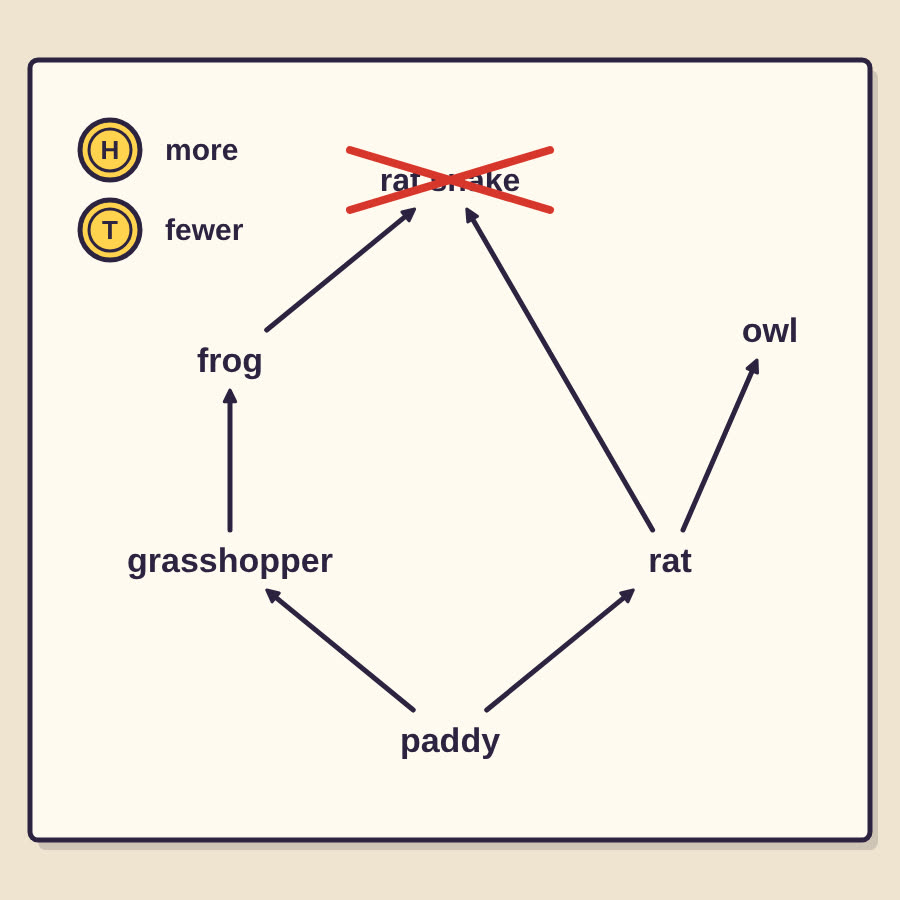 H more
T fewer
rat snake
owl
frog
grasshopper
rat
paddy